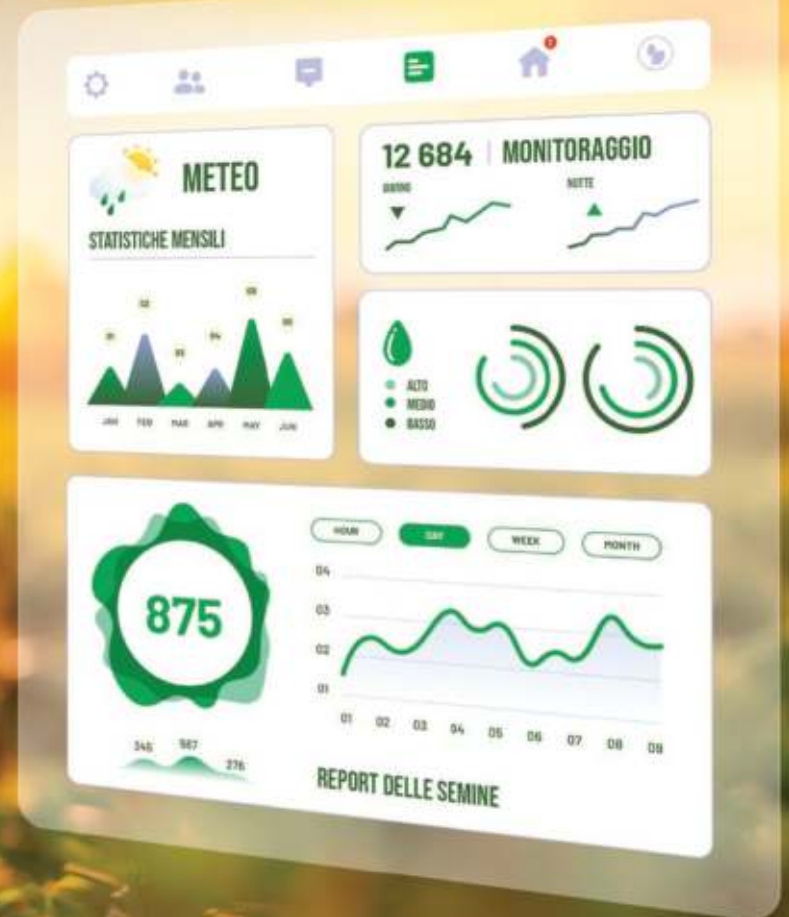 METEO
STATISTICHE MENSILI
JAN FEB MAR APR MAY JUN
12 684 | MONITORAGGIO
NOTTE
ALTO
MEDIO
BASSO
875
345 567 276
HOUR DAY WEEK MONTH
04
03
02
01
01 02 03 04 05 06 07 08 09
REPORT DELLE SEMINE